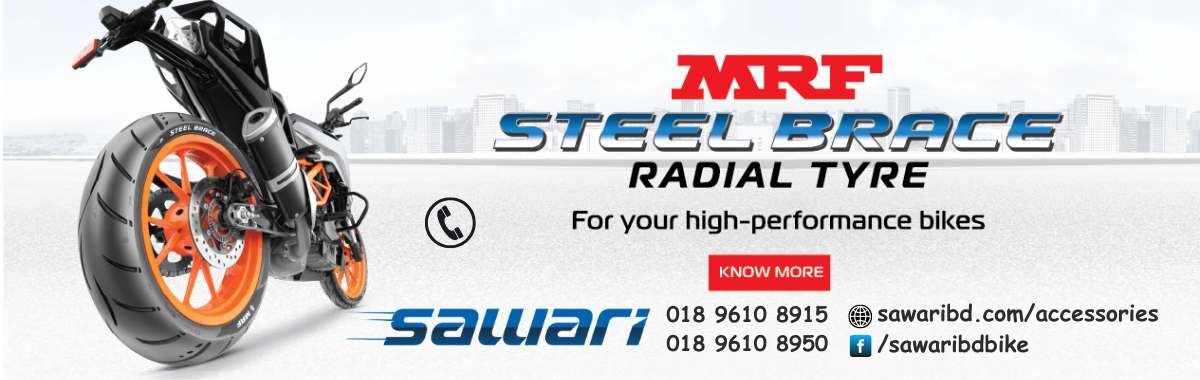 STEEL BRACE
MRF
MRF
STEEL BRACE
RADIAL TYRE
For your high-performance bikes
KNOW MORE
sawari
018 9610 8915
018 9610 8950
sawaribd.com/accessories
f /sawaribdbike